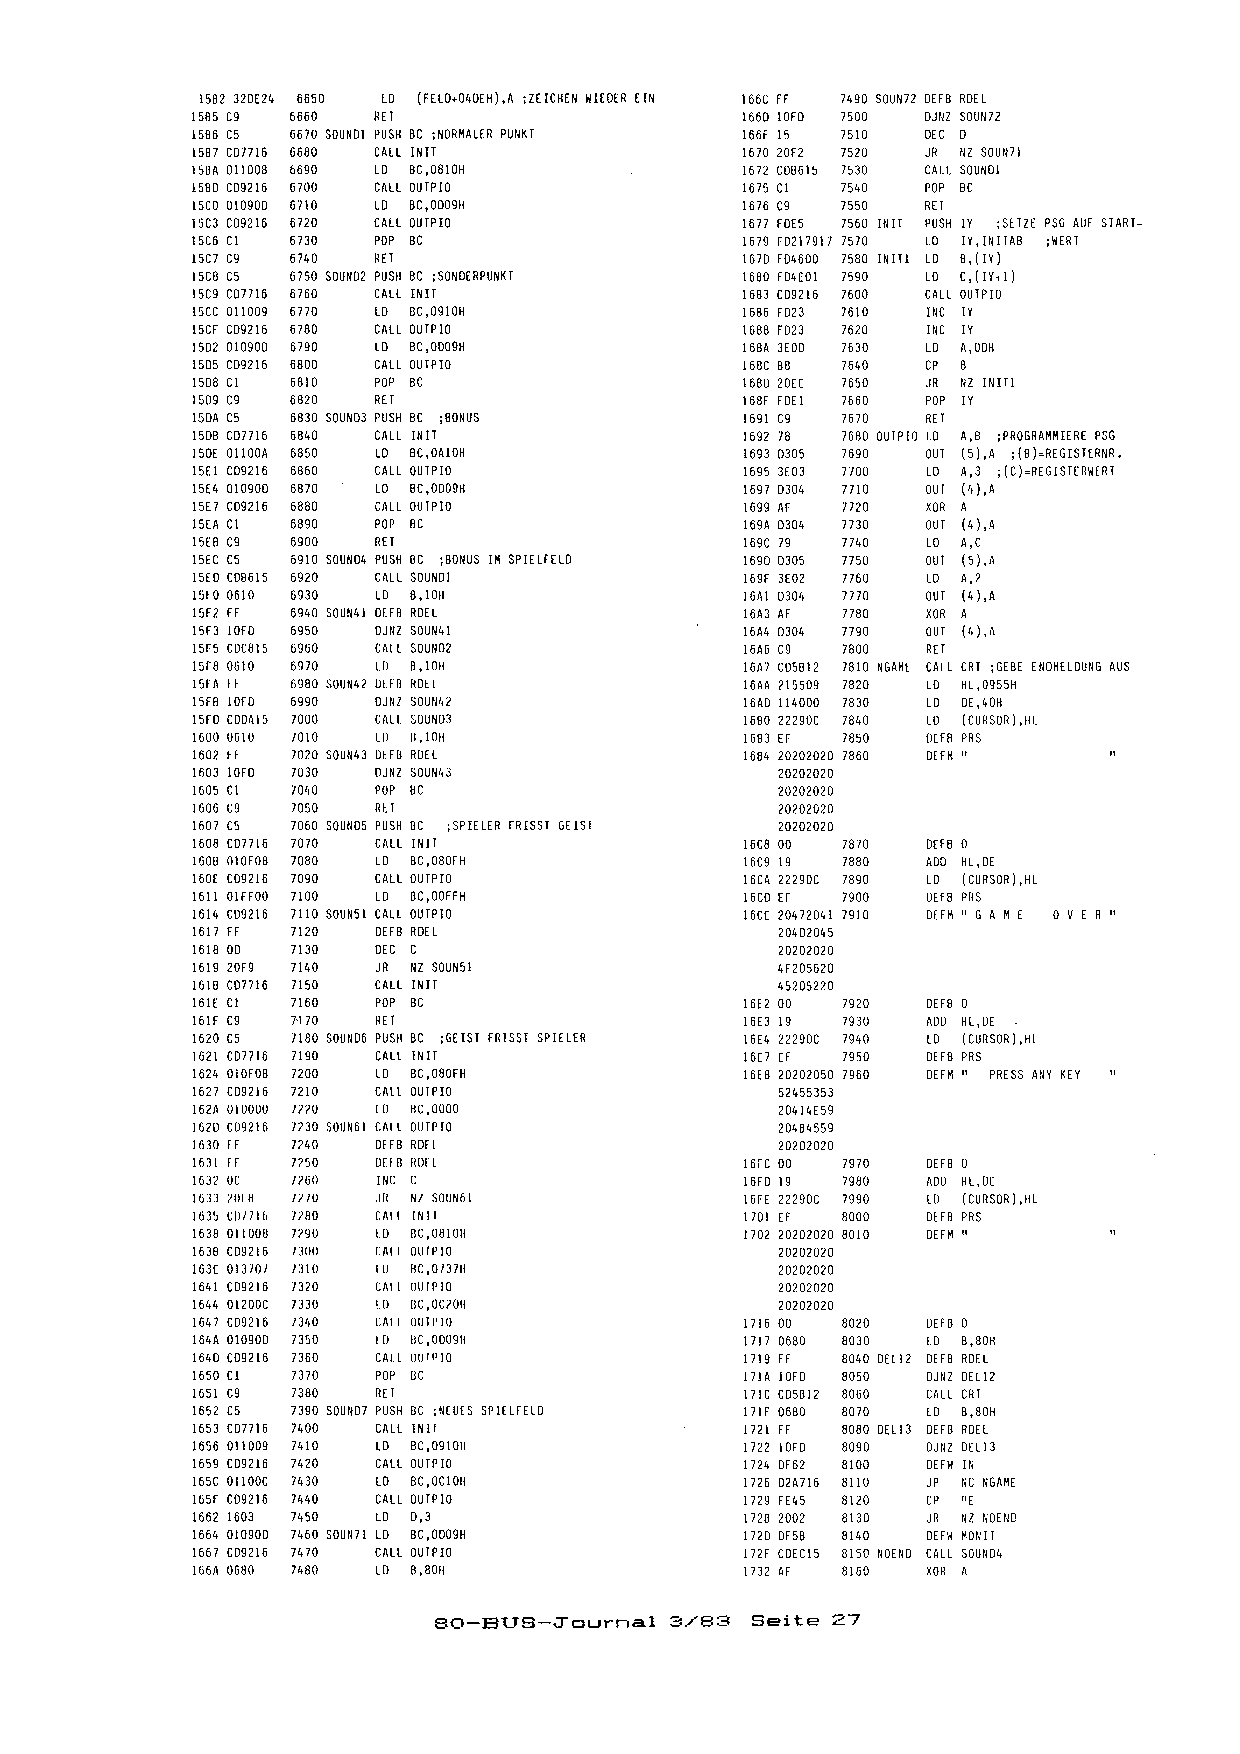 15B2 32DE24 6650 LD (FELD+04DEH),A ;ZEICHEN WIEDER EIN
15B5 C9 6660 RET
15B6 C5 6670 SOUND1 PUSH BC ;NORMALER PUNKT
15B7 CD7716 6680 CALL INIT
15BA 011008 6690 LD BC,0810H
15BD CD9216 6700 CALL OUTPIO
15C0 01090D 6710 LD BC,0D09H
15C3 CD9216 6720 CALL OUTPIO
15C6 C1 6730 POP BC
15C7 C9 6740 RET
15C8 C5 6750 SOUND2 PUSH BC ;SONDERPUNKT
15C9 CD7716 6760 CALL INIT
15CC 011009 6770 LD BC,0910H
15CF CD9216 6780 CALL OUTPIO
15D2 01090D 6790 LD BC,0D09H
15D5 CD9216 6800 CALL OUTPIO
15D8 C1 6810 POP BC
15D9 C9 6820 RET
15DA C5 6830 SOUND3 PUSH BC ;BONUS
15DB CD7716 6840 CALL INIT
15DE 01100A 6850 LD BC,0A10H
15E1 CD9216 6860 CALL OUTPIO
15E4 01090D 6870 LD BC,0D09H
15E7 CD9216 6880 CALL OUTPIO
15EA C1 6890 POP BC
15EB C9 6900 RET
15EC C5 6910 SOUND4 PUSH BC ;BONUS IM SPIELFELD
15ED CDB615 6920 CALL SOUND1
15F0 0610 6930 LD B,10H
15F2 FF 6940 SOUN41 DEFB RDEL
15F3 10FD 6950 DJNZ SOUN41
15F5 CDC815 6960 CALL SOUND2
15F8 0610 6970 LD B,10H
15FA FF 6980 SOUN42 DEFB RDEL
15FB 10FD 6990 DJNZ SOUN42
15FD CDDA15 7000 CALL SOUND3
1600 0610 7010 LD B,10H
1602 FF 7020 SOUN43 DEFB RDEL
1603 10FD 7030 DJNZ SOUN43
1605 C1 7040 POP BC
1606 C9 7050 RET
1607 C5 7060 SOUND5 PUSH BC ;SPIELER FRISST GEIST
1608 CD7716 7070 CALL INIT
160B 010F08 7080 LD BC,080FH
160E CD9216 7090 CALL OUTPIO
1611 01FF00 7100 LD BC,00FFH
1614 CD9216 7110 SOUN51 CALL OUTPIO
1617 FF 7120 DEFB RDEL
1618 0D 7130 DEC C
1619 20F9 7140 JR NZ SOUN51
161B CD7716 7150 CALL INIT
161E C1 7160 POP BC
161F C9 7170 RET
1620 C5 7180 SOUND6 PUSH BC ;GEIST FRISST SPIELER
1621 CD7716 7190 CALL INIT
1624 010F08 7200 LD BC,080FH
1627 CD9216 7210 CALL OUTPIO
162A 010000 7220 LD BC,0000
162D CD9216 7230 SOUN61 CALL OUTPIO
1630 FF 7240 DEFB RDEL
1631 FF 7250 DEFB RDEL
1632 0C 7260 INC C
1633 20F8 7270 JR NZ SOUN61
1635 CD7716 7280 CALL INIT
1638 011008 7290 LD BC,0810H
163B CD9216 7300 CALL OUTPIO
163E 013707 7310 LD BC,0737H
1641 CD9216 7320 CALL OUTPIO
1644 01200C 7330 LD BC,0C20H
1647 CD9216 7340 CALL OUTPIO
164A 01090D 7350 LD BC,0D09H
164D CD9216 7360 CALL OUTPIO
1650 C1 7370 POP BC
1651 C9 7380 RET
1652 C5 7390 SOUND7 PUSH BC ;NEUES SPIELFELD
1653 CD7716 7400 CALL INIT
1656 011009 7410 LD BC,0910H
1659 CD9216 7420 CALL OUTPIO
165C 01100C 7430 LD BC,0C10H
165F CD9216 7440 CALL OUTPIO
1662 1603 7450 LD D,3
1664 01090D 7460 SOUN71 LD BC,0D09H
1667 CD9216 7470 CALL OUTPIO
166A 0680 7480 LD B,80H
166C FF 7490 SOUN72 DEFB RDEL
166D 10FD 7500 DJNZ SOUN72
166F 15 7510 DEC D
1670 20F2 7520 JR NZ SOUN71
1672 CDB615 7530 CALL SOUND1
1675 C1 7540 POP BC
1676 C9 7550 RET
1677 FDE5 7560 INIT PUSH IY ;SETZE PSG AUF START-
1679 FD217917 7570 LD IY,INITAB ;WERT
167D FD4600 7580 INIT1 LD B,(IY)
1680 FD4E01 7590 LD C,(IY+1)
1683 CD9216 7600 CALL OUTPIO
1686 FD23 7610 INC IY
1688 FD23 7620 INC IY
168A 3E0D 7630 LD A,0DH
168C B8 7640 CP B
168D 20EE 7650 JR NZ INIT1
168F FDE1 7660 POP IY
1691 C9 7670 RET
1692 78 7680 OUTPIO LD A,B ;PROGRAMMIERE PSG
1693 D305 7690 OUT (5),A ;(B)=REGISTERNR.
1695 3E03 7700 LD A,3 ;(C)=REGISTERWERT
1697 D304 7710 OUT (4),A
1699 AF 7720 XOR A
169A D304 7730 OUT (4),A
169C 79 7740 LD A,C
169D D305 7750 OUT (5),A
169F 3E02 7760 LD A,2
16A1 D304 7770 OUT (4),A
16A3 AF 7780 XOR A
16A4 D304 7790 OUT (4),A
16A6 C9 7800 RET
16A7 CD5B12 7810 NGAME CALL CRT ;GEBE ENDMELDUNG AUS
16AA 215509 7820 LD HL,0955H
16AD 114000 7830 LD DE,40H
16B0 22290C 7840 LD (CURSOR),HL
16B3 EF 7850 DEFB PRS
16B4 20202020 7860 DEFM " "
20202020
20202020
20202020
20202020
16C8 00 7870 DEFB 0
16C9 19 7880 ADD HL,DE
16CA 22290C 7890 LD (CURSOR),HL
16CD EF 7900 DEFB PRS
16CE 20472041 7910 DEFM " G A M E O V E R "
204D2045
20202020
4F205620
45205220
16E2 00 7920 DEFB 0
16E3 19 7930 ADD HL,DE
16E4 22290C 7940 LD (CURSOR),HL
16E7 EF 7950 DEFB PRS
16E8 20202050 7960 DEFM " PRESS ANY KEY "
52455353
20414E59
204B4559
20202020
16FC 00 7970 DEFB 0
16FD 19 7980 ADD HL,DE
16FE 22290C 7990 LD (CURSOR),HL
1701 EF 8000 DEFB PRS
1702 20202020 8010 DEFM " "
20202020
20202020
20202020
20202020
1716 00 8020 DEFB 0
1717 0680 8030 LD B,80H
1719 FF 8040 DEL12 DEFB RDEL
171A 10FD 8050 DJNZ DEL12
171C CD5B12 8060 CALL CRT
171F 0680 8070 LD B,80H
1721 FF 8080 DEL13 DEFB RDEL
1722 10FD 8090 DJNZ DEL13
1724 DF62 8100 DEFW IN
1726 D2A716 8110 JP NC NGAME
1729 FE45 8120 CP "E
172B 2002 8130 JR NZ NOEND
172D DF5B 8140 DEFW MONIT
172F CDEC15 8150 NOEND CALL SOUND4
1732 AF 8160 XOR A
80-BUS-Journal 3/83 Seite 27